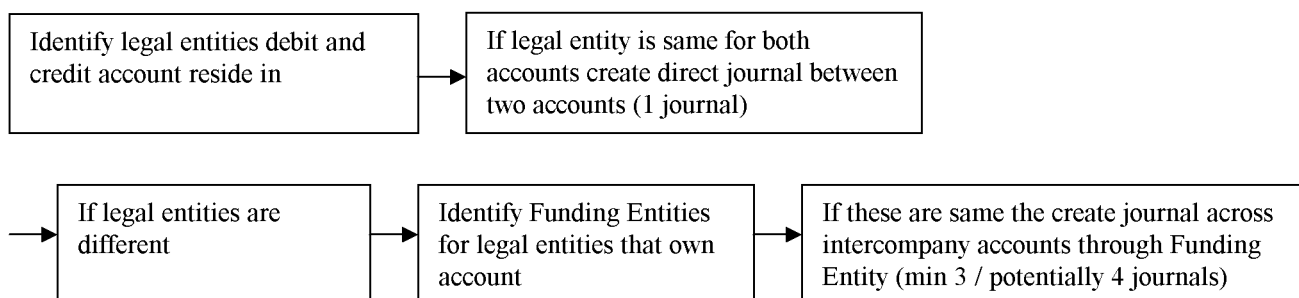 Identify legal entities debit and
credit account reside in
If legal entity is same for both
accounts create direct journal between
two accounts (1 journal)
If legal entities are
different
Identify Funding Entities
for legal entities that own
account
If these are same the create journal across
intercompany accounts through Funding
Entity (min 3 / potentially 4 journals)